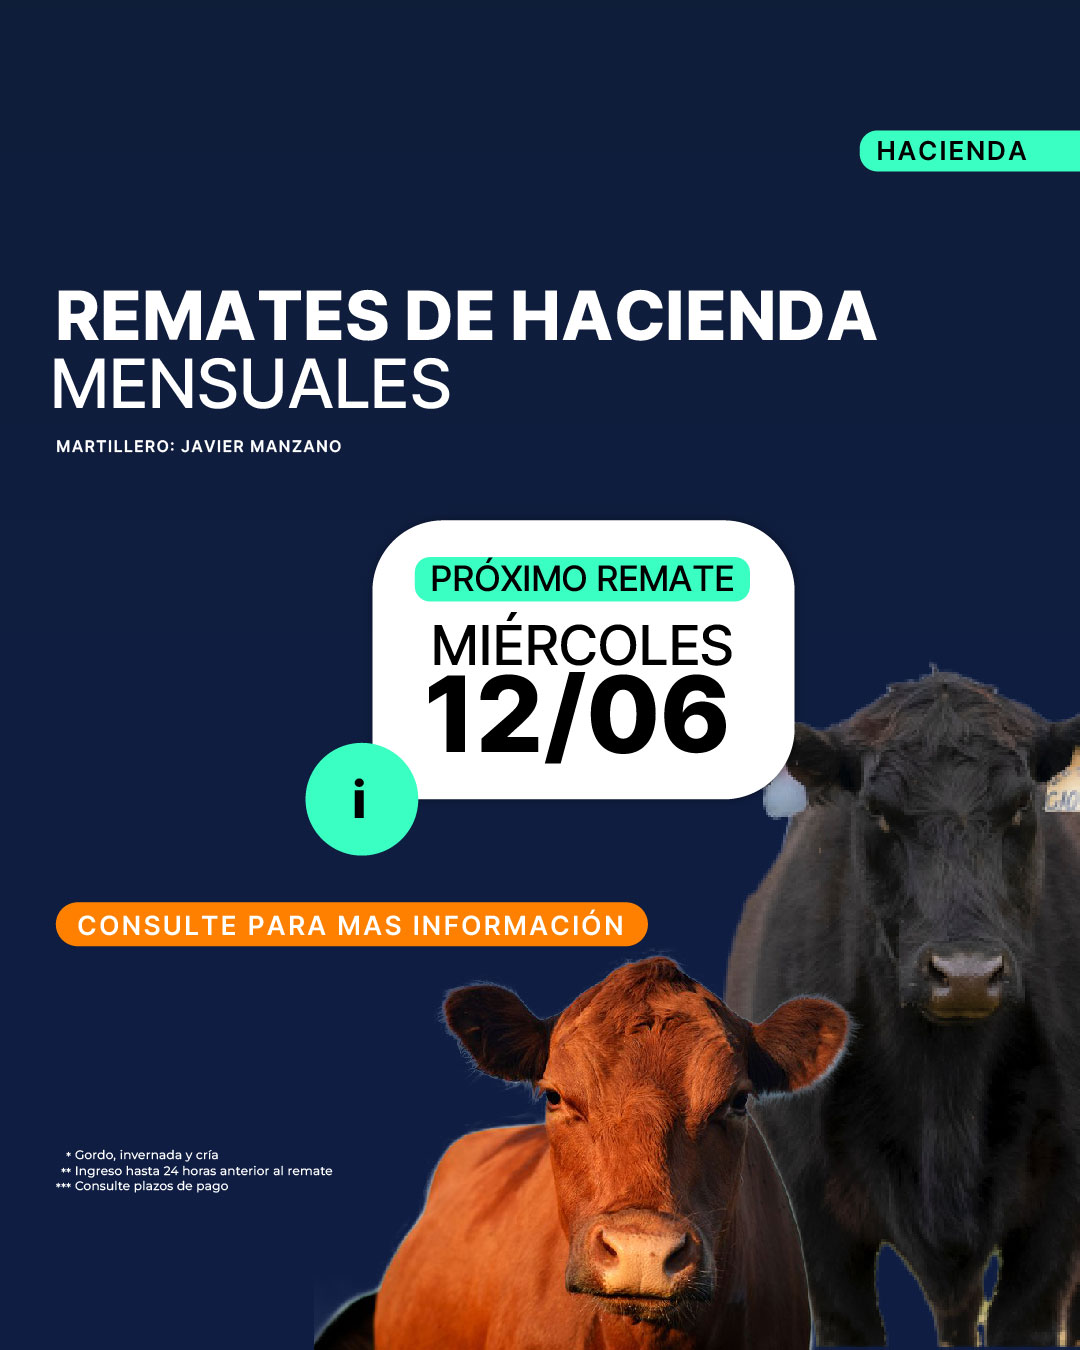 HACIENDA
REMATES DE HACIENDA
MENSUALES
MARTILLERO: JAVIER MANZANO
PRÓXIMO REMATE
MIÉRCOLES
12/06
i
CONSULTE PARA MAS INFORMACIÓN
* Gordo, invernada y cría
** Ingreso hasta 24 horas anterior al remate
*** Consulte plazos de pago